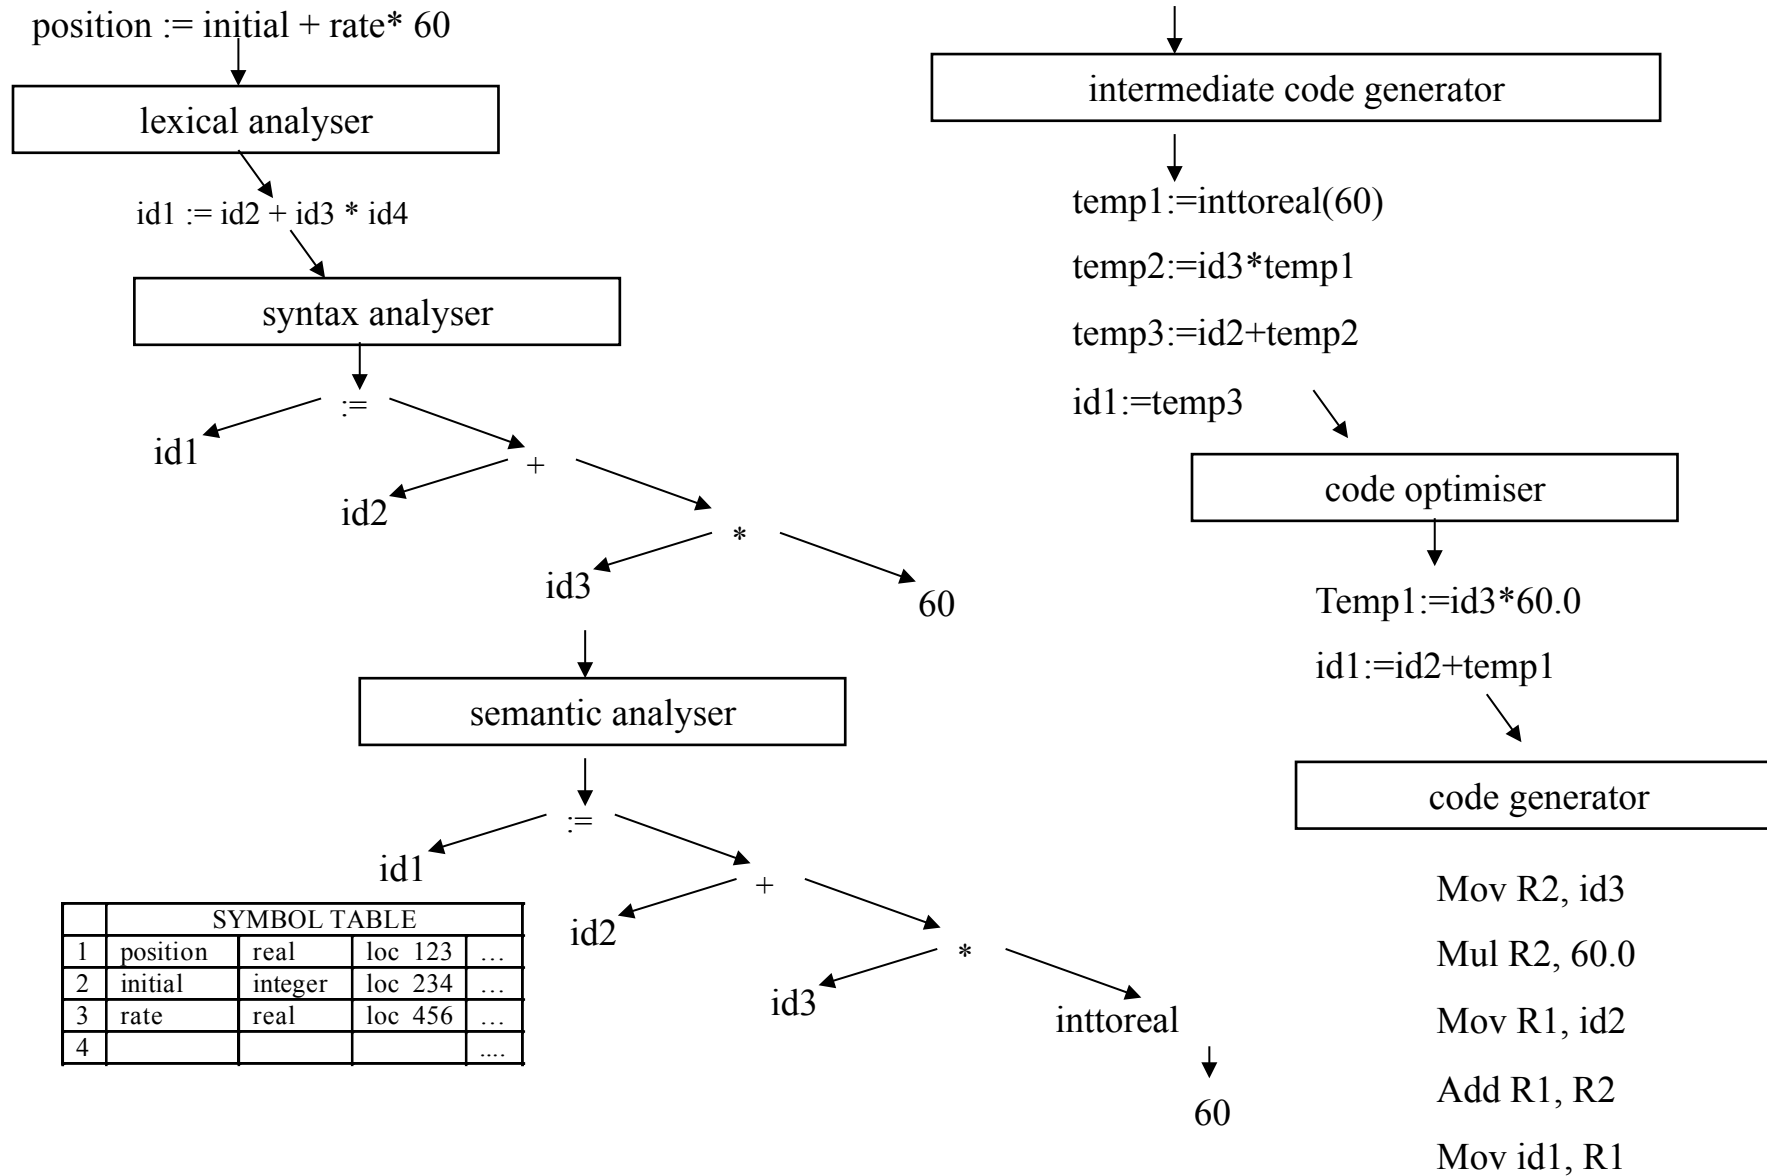 position := initial + rate* 60
lexical analyser
id1 := id2 + id3 * id4
syntax analyser
:=
id1
+
id2
*
id3
60
semantic analyser
:=
id1
+
id2
*
id3
inttoreal
60
SYMBOL TABLE
1 position real loc 123 ...
2 initial integer loc 234 ...
3 rate real loc 456 ...
4 ....
intermediate code generator
temp1:=inttoreal(60)
temp2:=id3*temp1
temp3:=id2+temp2
id1:=temp3
code optimiser
Temp1:=id3*60.0
id1:=id2+temp1
code generator
Mov R2, id3
Mul R2, 60.0
Mov R1, id2
Add R1, R2
Mov id1, R1